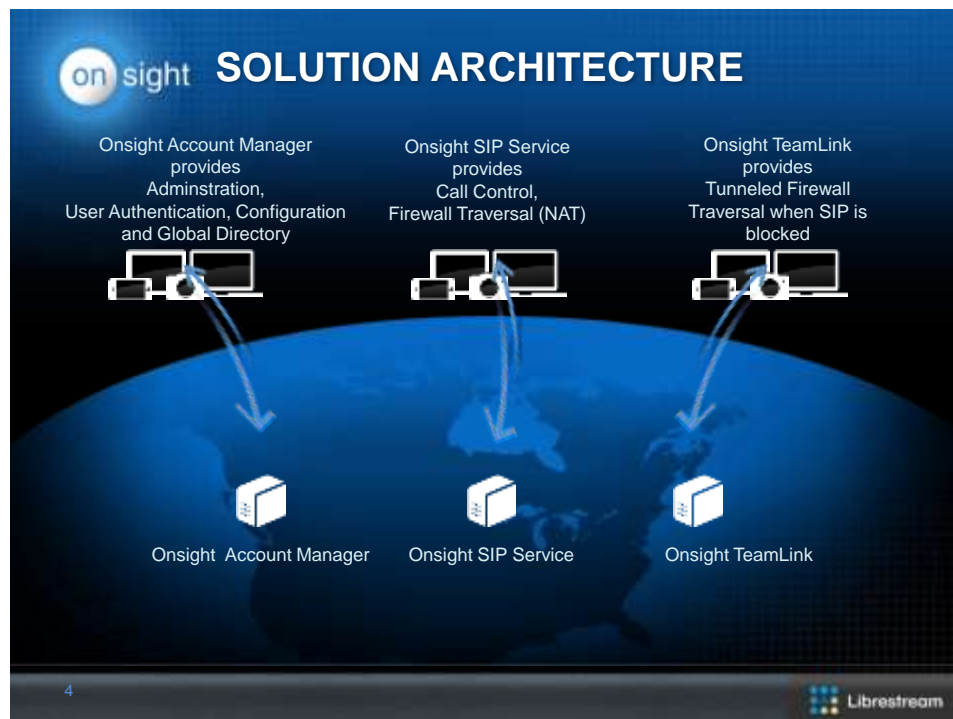 on sight
SOLUTION ARCHITECTURE
Onsight Account Manager
provides
Adminstration,
User Authentication, Configuration
and Global Directory
Onsight SIP Service
provides
Call Control,
Firewall Traversal (NAT)
Onsight TeamLink
provides
Tunneled Firewall
Traversal when SIP is
blocked
Onsight Account Manager
Onsight SIP Service
Onsight TeamLink
4
Librestream